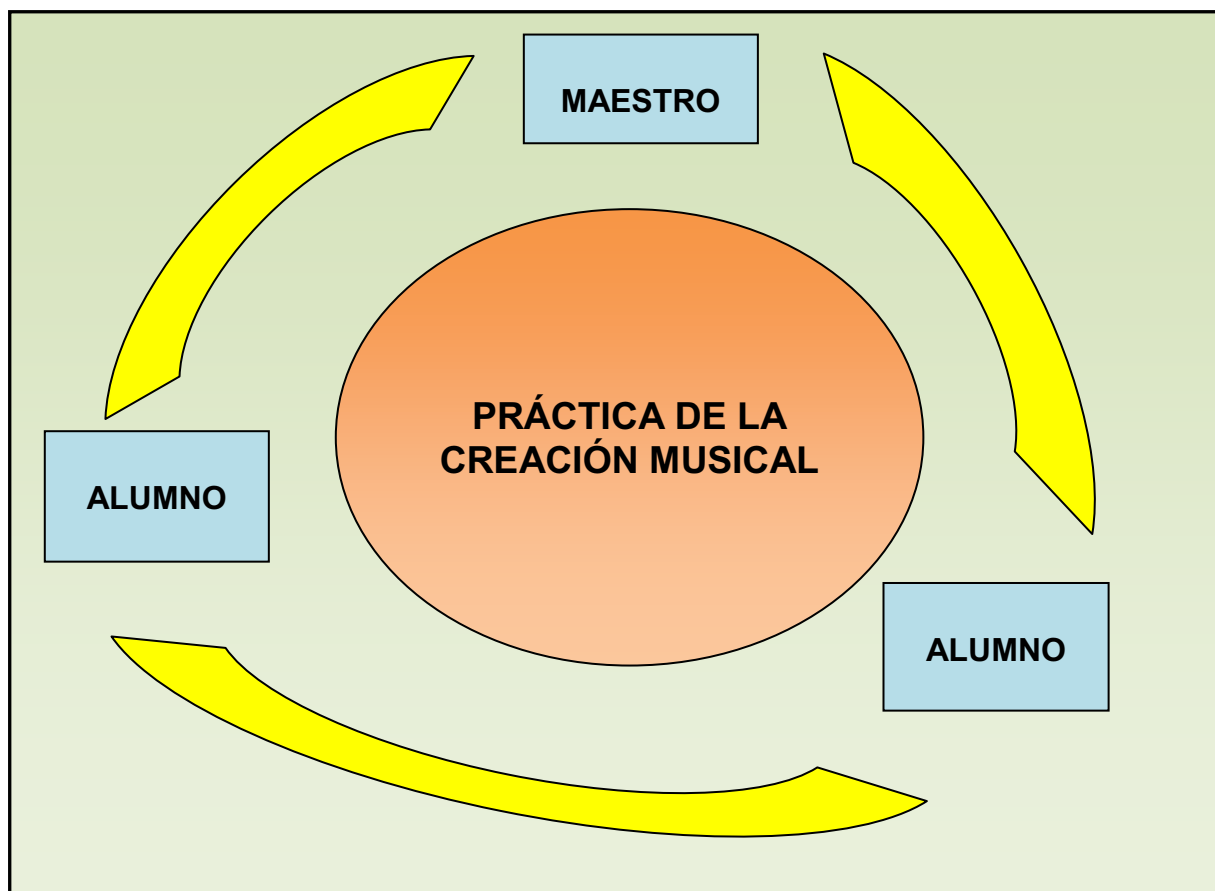 MAESTRO
PRÁCTICA DE LA
CREACIÓN MUSICAL
ALUMNO
ALUMNO